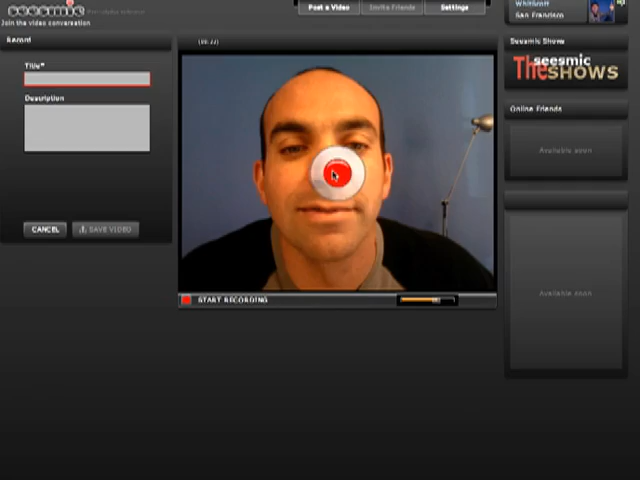 seesmic
Join the video conversation
Post a Video
Invite Friends
Settings
San Francisco
Record
Title*
Description
CANCEL
SAVE VIDEO
START RECORDING
Seesmic Shows
seesmic
The SHOWS
Online Friends
Available soon
Available soon